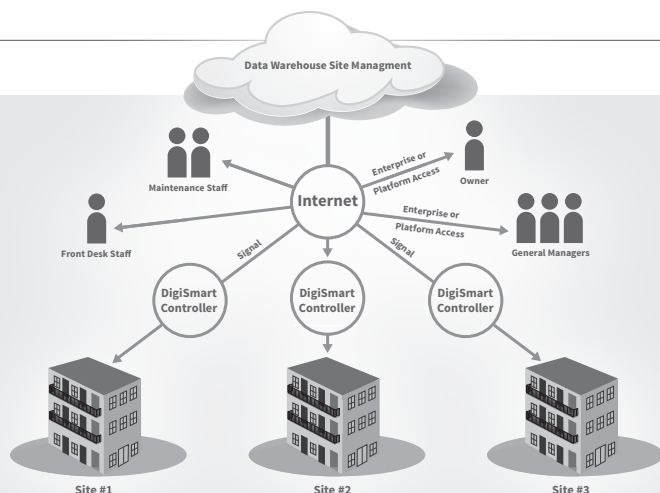 Data Warehouse Site Managment
Enterprise or
Platform Access
Owner
Maintenance Staff
Internet
Enterprise or
Platform Access
General Managers
Front Desk Staff
Signal
Signal
DigiSmart
Controller
DigiSmart
Controller
DigiSmart
Controller
Site #1
Site #2
Site #3